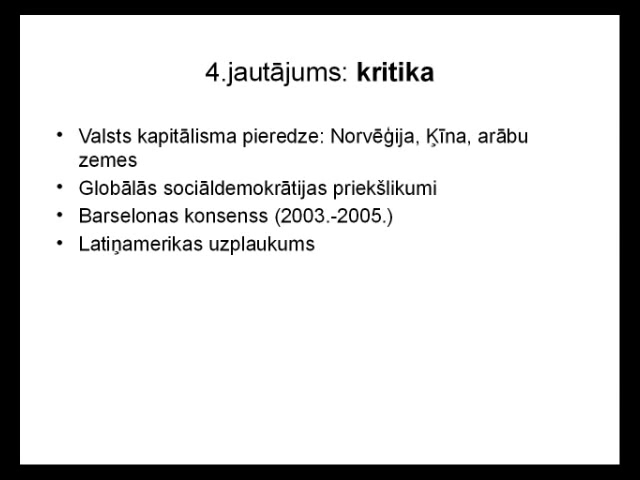 4.jautājums: kritika
• Valsts kapitālisma pieredze: Norvēģija, Ķīna, arābu
zemes
• Globālās sociāldemokrātijas priekšlikumi
• Barselonas konsenss (2003.-2005.)
• Latiņamerikas uzplaukums